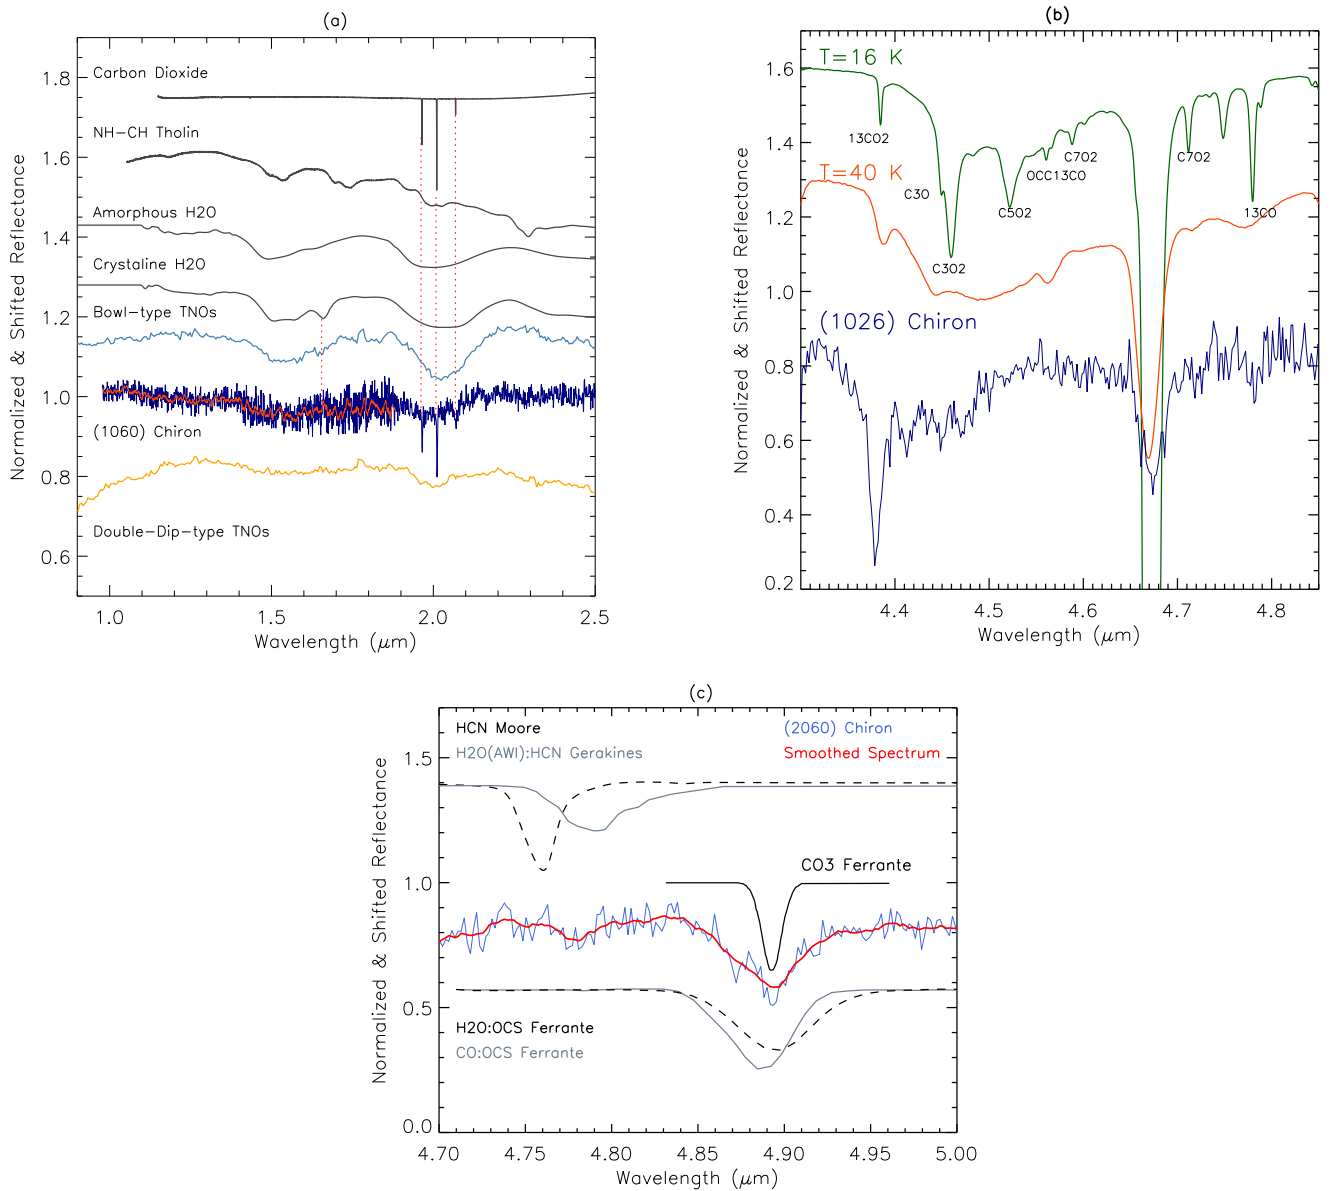 (a)
Normalized & Shifted Reflectance
1.8
1.6
1.4
1.2
1.0
0.8
0.6
Carbon Dioxide
NH-CH Tholin
Amorphous H2O
Crystaline H2O
Bowl-type TNOs
(1060) Chiron
Double-Dip-type TNOs
1.0 1.5 2.0 2.5
Wavelength (μm)
(b)
Normalized & Shifted Reflectance
1.6
1.4
1.2
1.0
0.8
0.6
0.4
0.2
T=16 K
13CO2
C3O
C3O2
C5O2
OCC13CO
C7O2
C7O2
13CO
T=40 K
(1026) Chiron
4.4 4.5 4.6 4.7 4.8
Wavelength (μm)
(c)
Normalized & Shifted Reflectance
1.5
1.0
0.5
0.0
HCN Moore
H2O(AWI):HCN Gerakines
(2060) Chiron
Smoothed Spectrum
CO3 Ferrante
H2O:OCS Ferrante
CO:OCS Ferrante
4.70 4.75 4.80 4.85 4.90 4.95 5.00
Wavelength (μm)